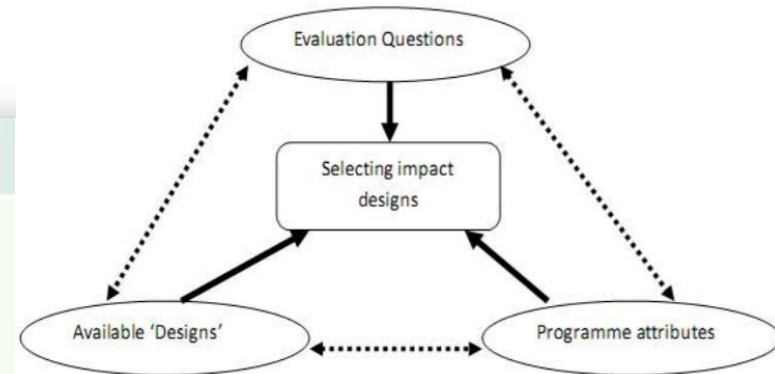 Evaluation Questions
Selecting impact
designs
Available ‘Designs’
Programme attributes